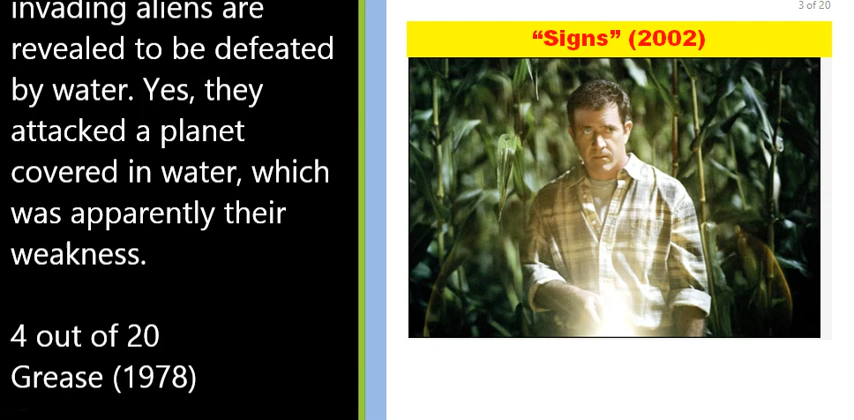 invading aliens are
revealed to be defeated
by water. Yes, they
attacked a planet
covered in water, which
was apparently their
weakness.
4 out of 20
Grease (1978)
3 of 20
“Signs” (2002)